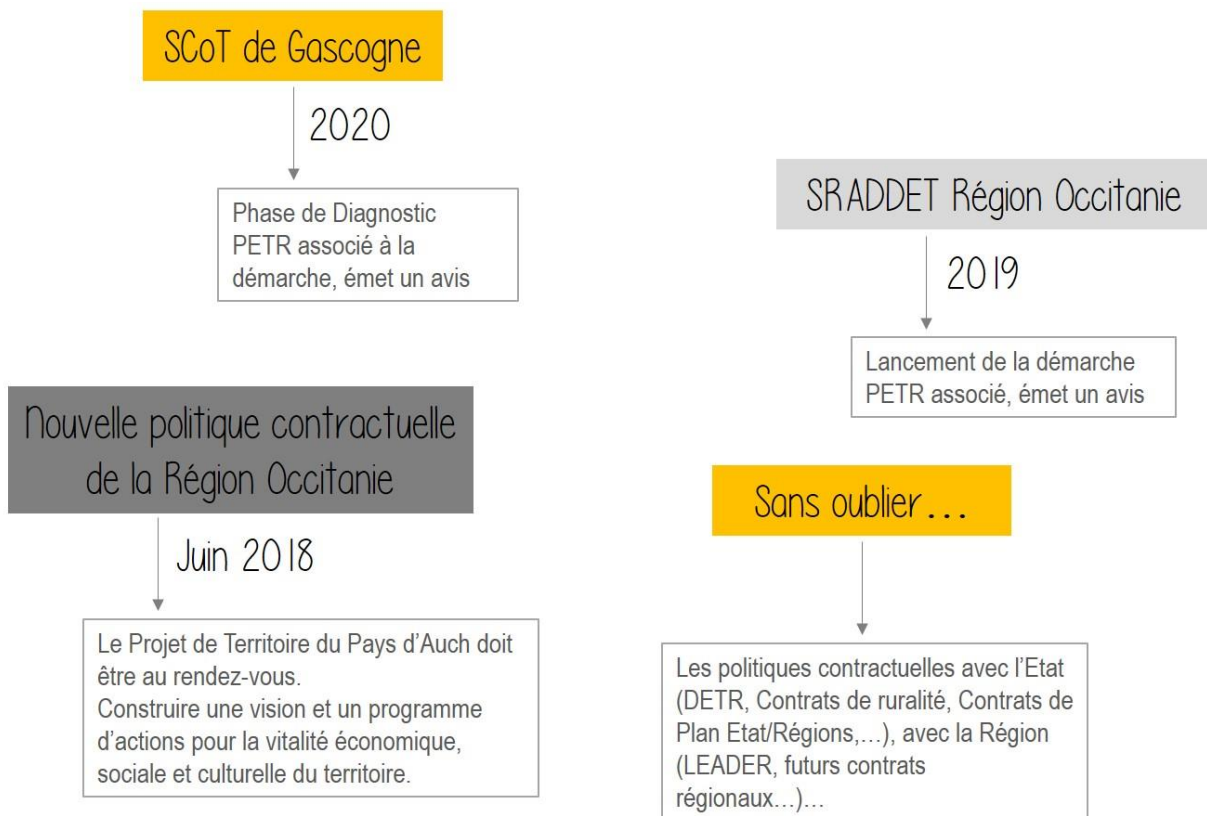 SCoT de Gascogne
2020
Phase de Diagnostic
PETR associé à la
démarche, émet un avis
SRADDET Région Occitanie
2019
Lancement de la démarche
PETR associé, émet un avis
Nouvelle politique contractuelle
de la Région Occitanie
Juin 2018
Le Projet de Territoire du Pays d’Auch doit
être au rendez-vous.
Construire une vision et un programme
d’actions pour la vitalité économique,
sociale et culturelle du territoire.
Sans oublier...
Les politiques contractuelles avec l’Etat
(DETR, Contrats de ruralité, Contrats de
Plan Etat/Régions,...), avec la Région
(LEADER, futurs contrats
régionaux...)...